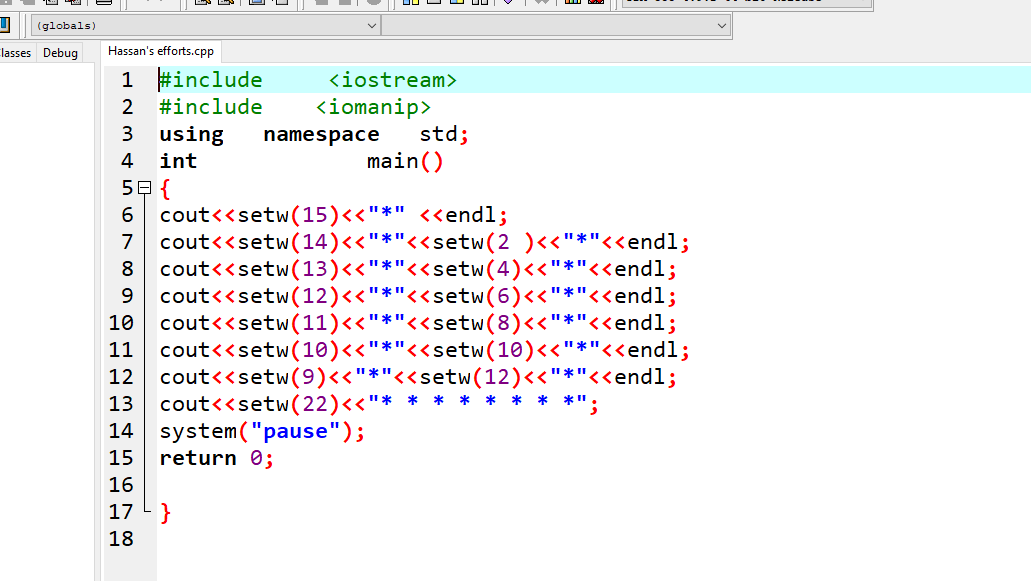 (globals)
lasses Debug Hassan's efforts.cpp
1 #include     <iostream>
2 #include    <iomanip>
3 using   namespace   std;
4 int             main()
5 {
6 cout<<setw(15)<<"*" <<endl;
7 cout<<setw(14)<<"*"<<setw(2 )<<"*"<<endl;
8 cout<<setw(13)<<"*"<<setw(4)<<"*"<<endl;
9 cout<<setw(12)<<"*"<<setw(6)<<"*"<<endl;
10 cout<<setw(11)<<"*"<<setw(8)<<"*"<<endl;
11 cout<<setw(10)<<"*"<<setw(10)<<"*"<<endl;
12 cout<<setw(9)<<"*"<<setw(12)<<"*"<<endl;
13 cout<<setw(22)<<"* * * * * * * *";
14 system("pause");
15 return 0;
16
17 }
18